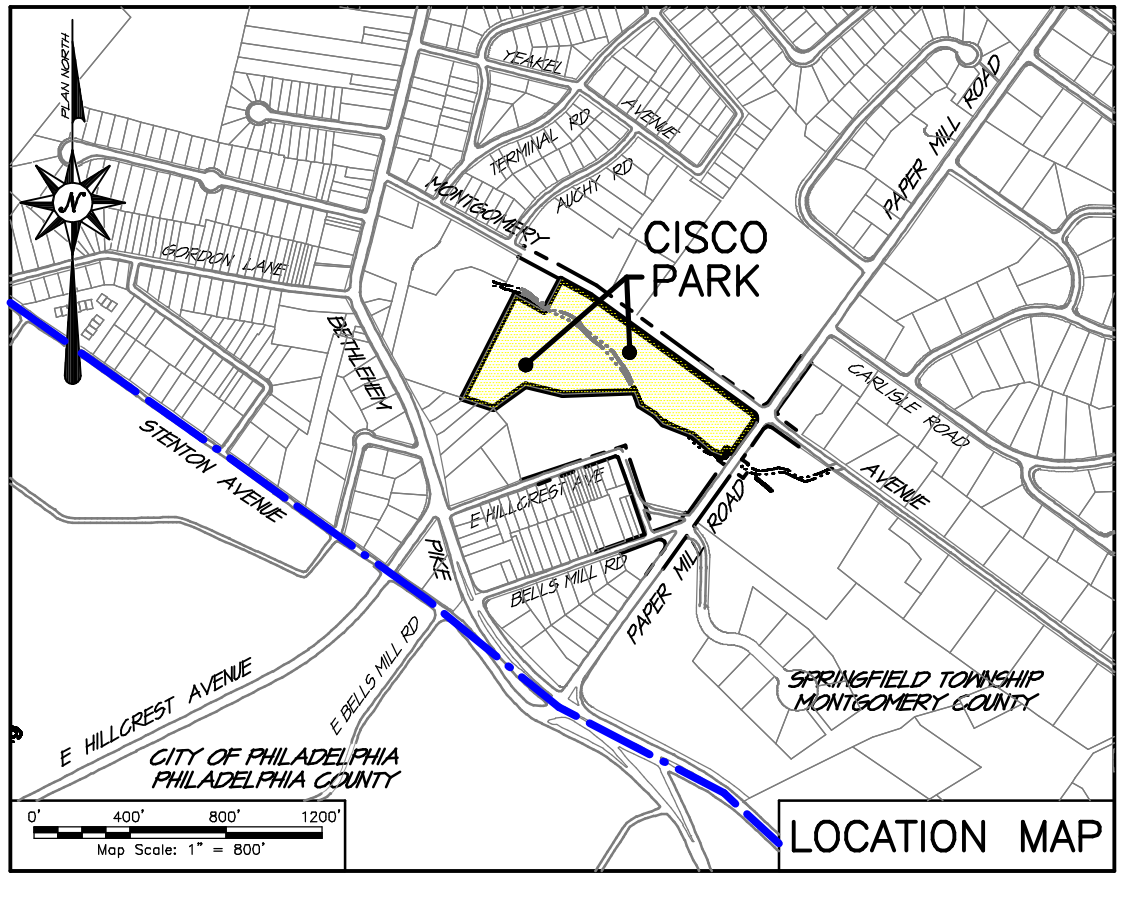 PLAN NORTH
N
YEAKEL
AVENUE
TERMINAL RD
AUCHY RD
MONTGOMERY
PAPER MILL ROAD
CISCO
PARK
GORDON LANE
BETHLEHEM
CARLISLE ROAD
STENTON AVENUE
AVENUE
E HILLCREST AVE
PIKE
BELLS MILL RD
PAPER MILL ROAD
E BELLS MILL RD
E HILLCREST AVENUE
SPRINGFIELD TOWNSHIP
MONTGOMERY COUNTY
CITY OF PHILADELPHIA
PHILADELPHIA COUNTY
0' 400' 800' 1200'
Map Scale: 1" = 800'
LOCATION MAP